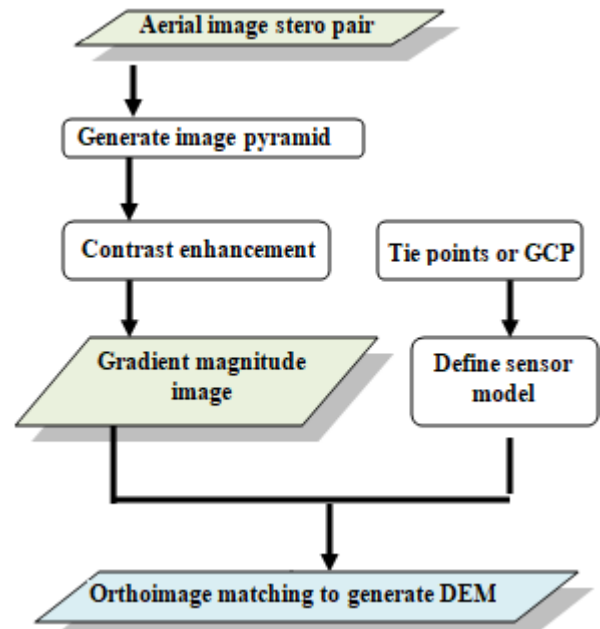 Aerial image stero pair
Generate image pyramid
Contrast enhancement
Tie points or GCP
Gradient magnitude
image
Define sensor
model
Orthoimage matching to generate DEM